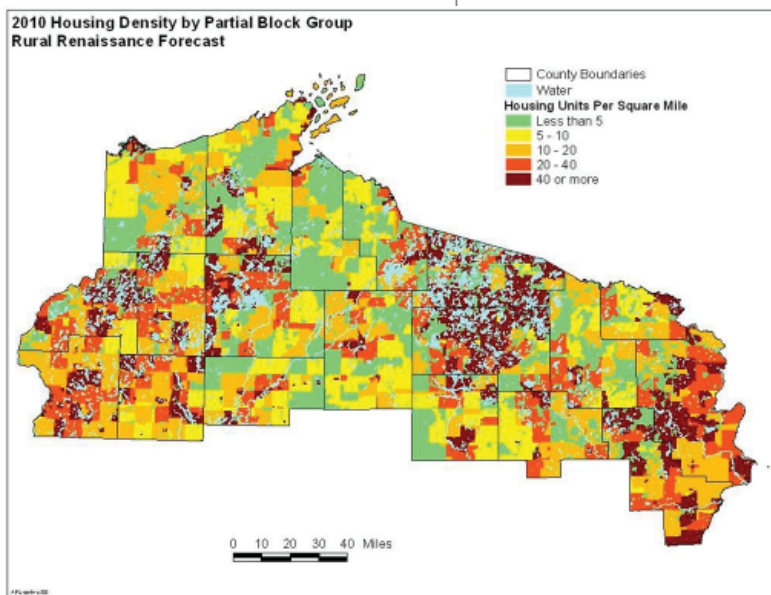 2010 Housing Density by Partial Block Group
Rural Renaissance Forecast
County Boundaries
Water
Housing Units Per Square Mile
Less than 5
5 - 10
10 - 20
20 - 40
40 or more
0 10 20 30 40 Miles